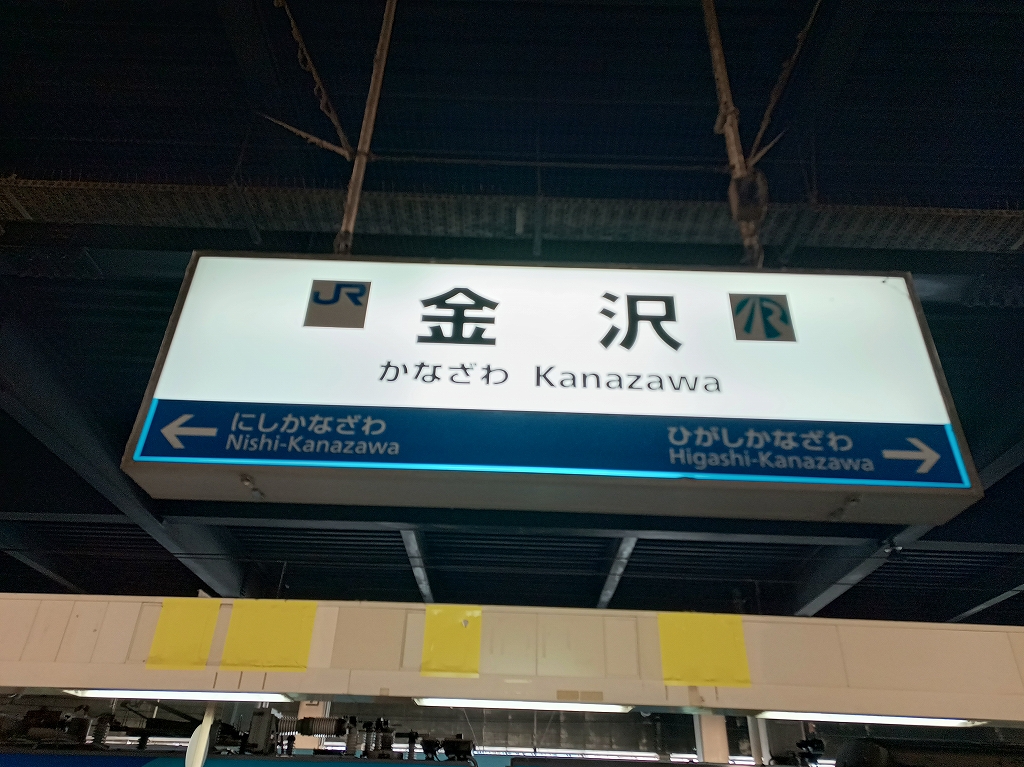 JR 金沢 IR
かなざわ Kanazawa
← にしかなざわ
Nishi-Kanazawa
ひがしかなざわ →
Higashi-Kanazawa